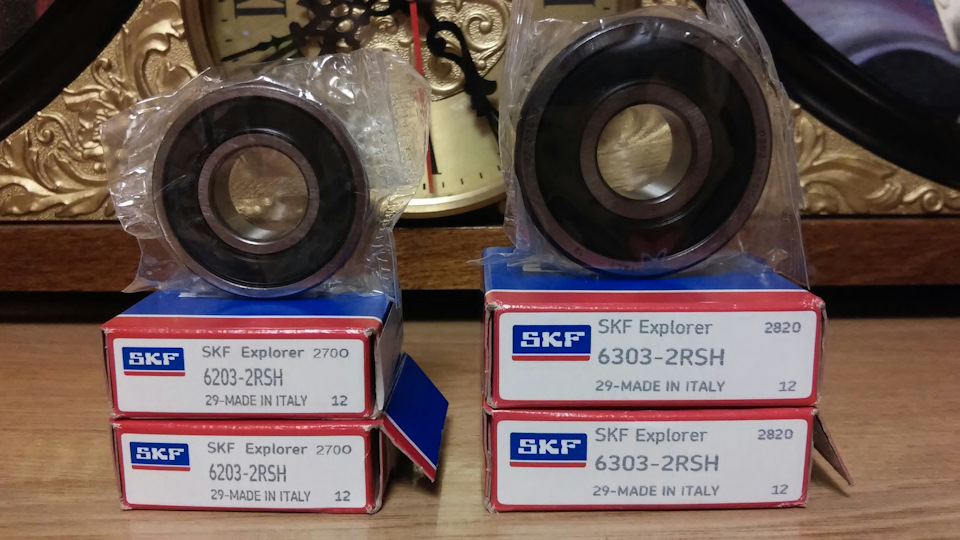 SKF
SKF Explorer 2700
6203-2RSH
29-MADE IN ITALY 12
SKF
SKF Explorer 2700
6203-2RSH
29-MADE IN ITALY 12
SKF
SKF Explorer 2820
6303-2RSH
29-MADE IN ITALY 12
SKF
SKF Explorer 2820
6303-2RSH
29-MADE IN ITALY 12